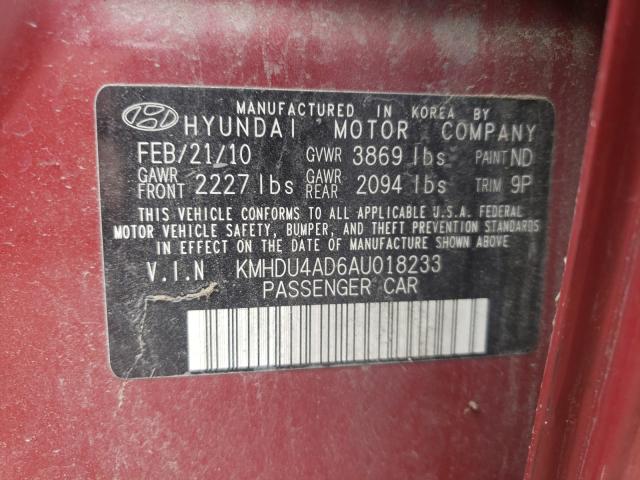 MANUFACTURED IN KOREA BY
HYUNDAI MOTOR COMPANY
FEB/21/10 GVWR 3869 lbs PAINT ND
GAWR FRONT 2227 lbs GAWR REAR 2094 lbs TRIM 9P
THIS VEHICLE CONFORMS TO ALL APPLICABLE U.S.A. FEDERAL
MOTOR VEHICLE SAFETY, BUMPER, AND THEFT PREVENTION STANDARDS
IN EFFECT ON THE DATE OF MANUFACTURE SHOWN ABOVE.
V.I.N KMHDU4AD6AU018233
PASSENGER CAR